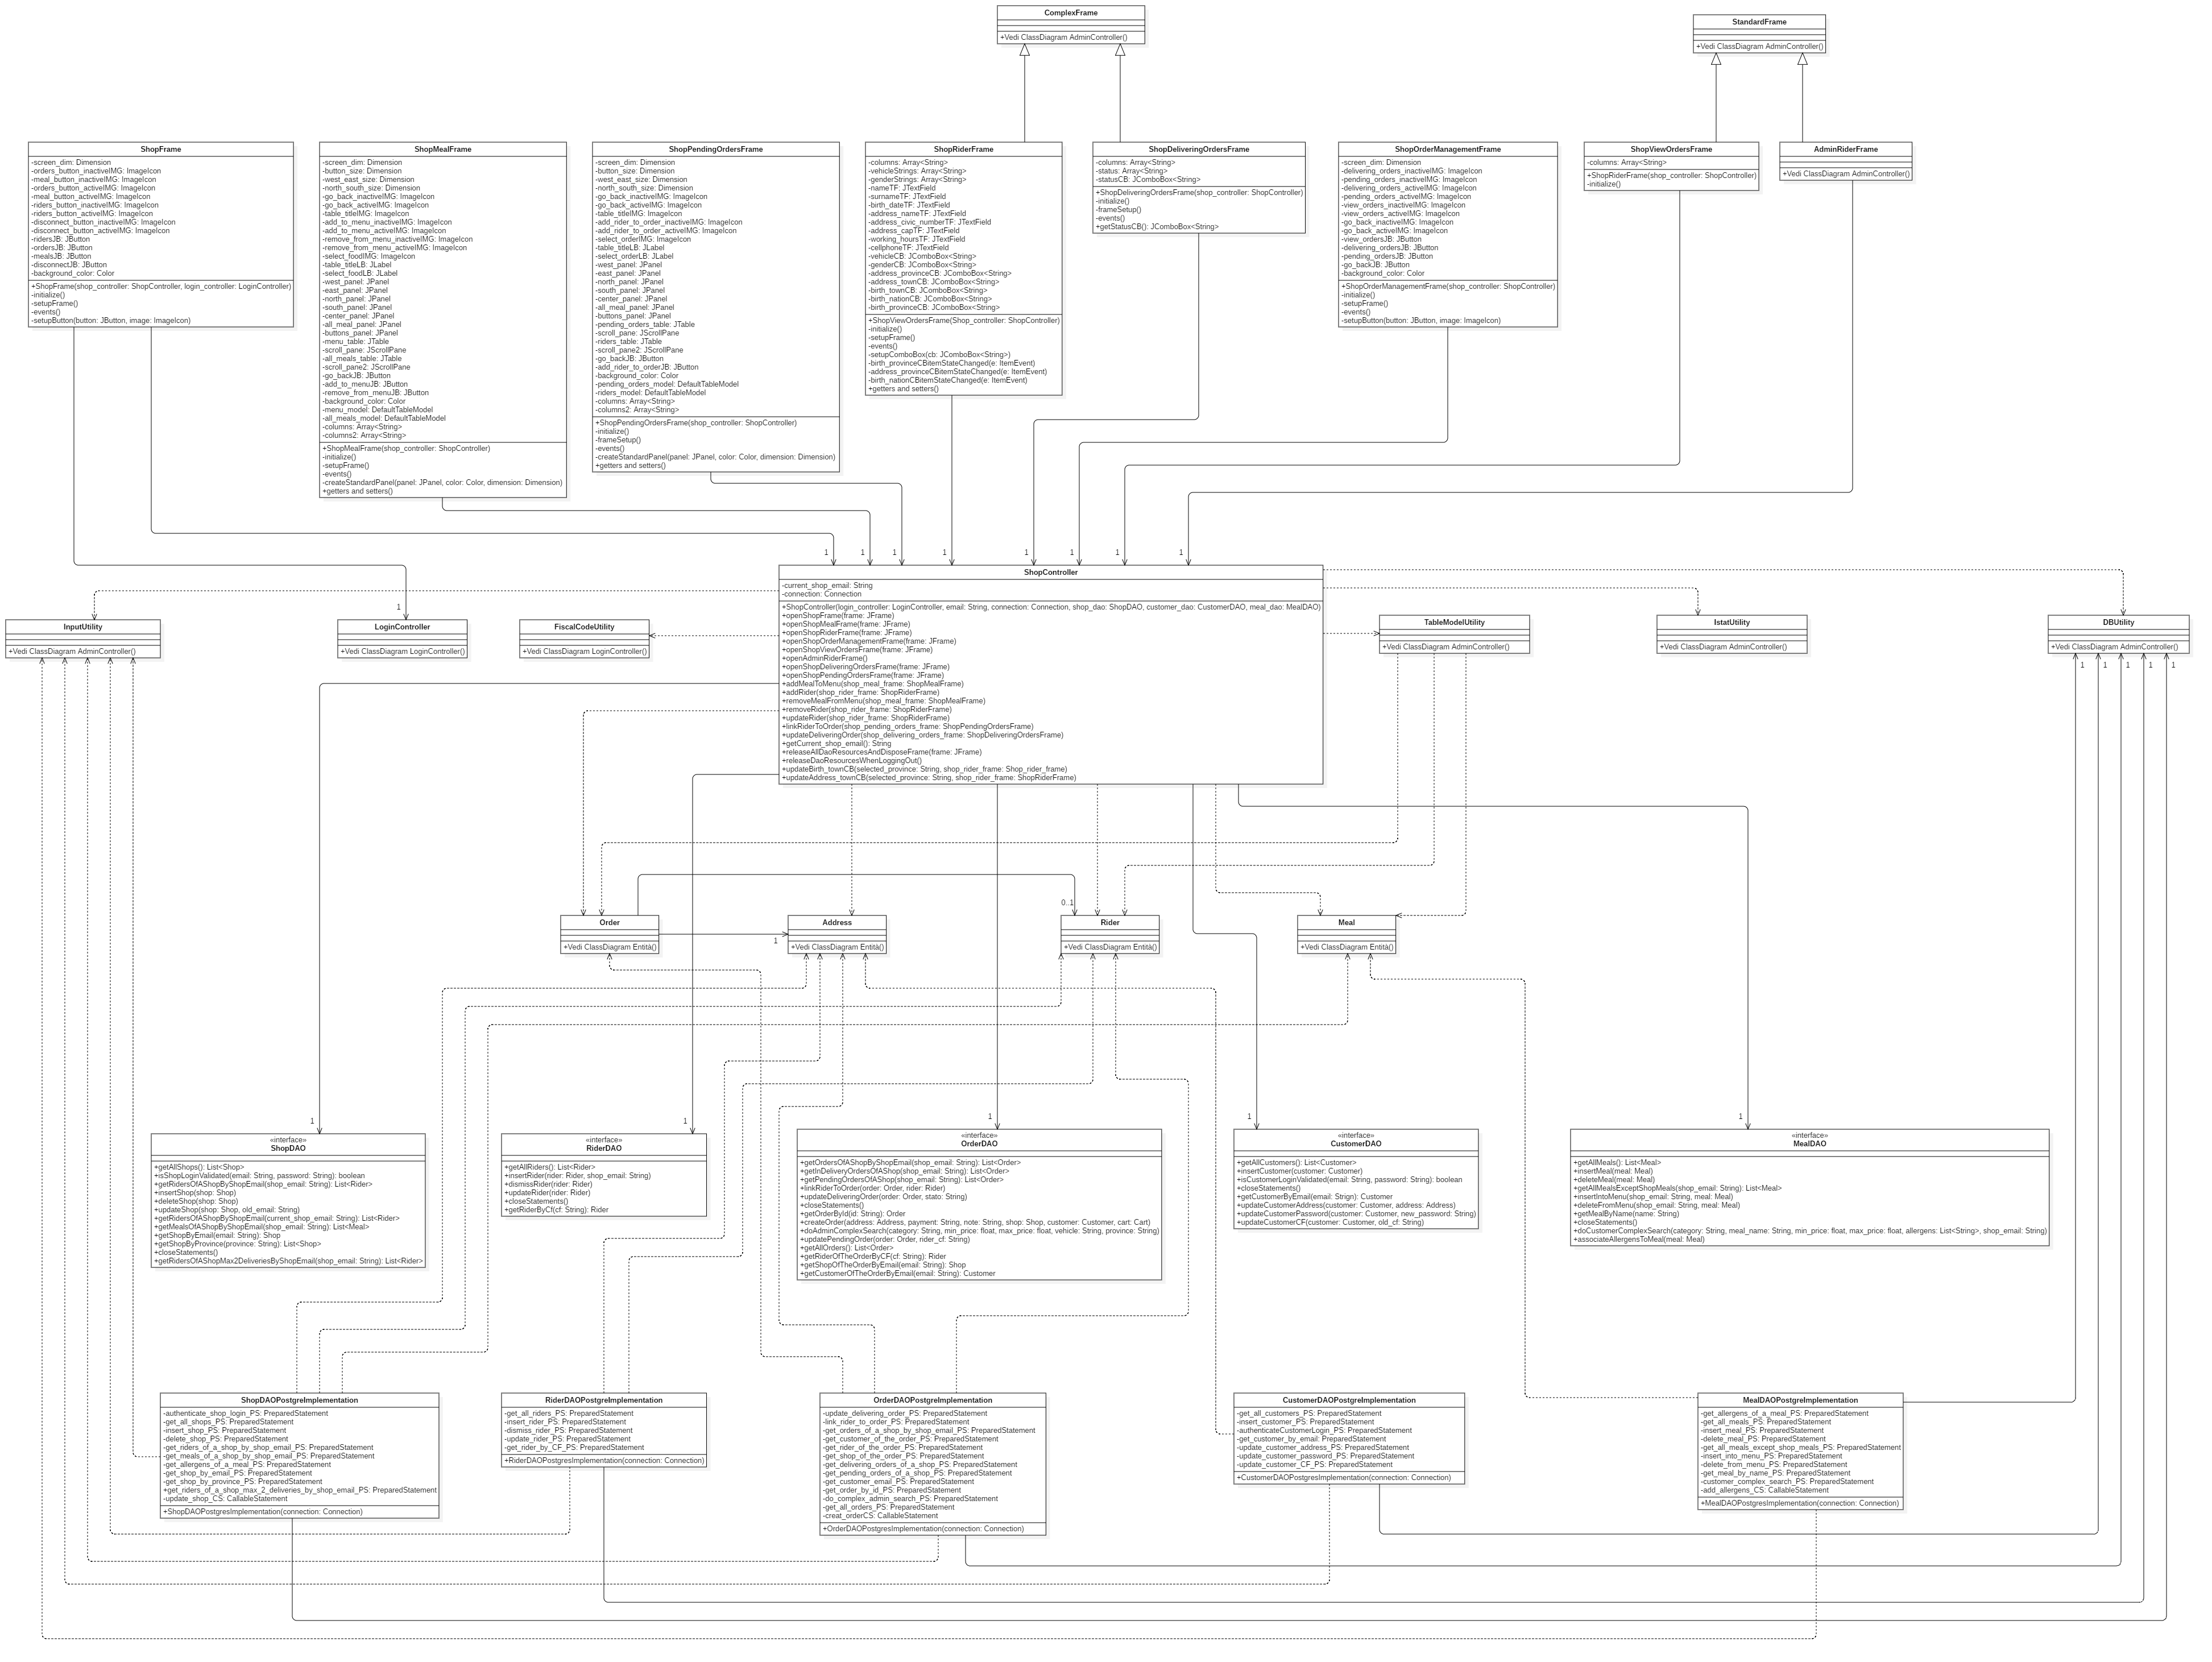 ComplexFrame
+Vedi ClassDiagram AdminController()
StandardFrame
+Vedi ClassDiagram AdminController()
ShopFrame
-screen_dim: Dimension
-orders_button_inactiveIMG: ImageIcon
-meal_button_inactiveIMG: ImageIcon
-orders_button_activeIMG: ImageIcon
-meal_button_activeIMG: ImageIcon
-riders_button_inactiveIMG: ImageIcon
-riders_button_activeIMG: ImageIcon
-disconnect_button_inactiveIMG: ImageIcon
-disconnect_button_activeIMG: ImageIcon
-ridersJB: JButton
-ordersJB: JButton
-mealsJB: JButton
-disconectJB: JButton
-background_color: Color
+ShopFrame(shop_controller: ShopController, login_controller: LoginController)
-initialize()
-setupFrame()
-events()
-setupButton(button: JButton, image: ImageIcon)
ShopMealFrame
-screen_dim: Dimension
-button_size: Dimension
-west_east_size: Dimension
-north_south_size: Dimension
-go_back_inactiveIMG: ImageIcon
-go_back_activeIMG: ImageIcon
-table_titleIMG: ImageIcon
-add_to_menu_inactiveIMG: ImageIcon
-add_to_menu_activeIMG: ImageIcon
-remove_from_menu_inactiveIMG: ImageIcon
-remove_from_menu_activeIMG: ImageIcon
-select_foodIMG: ImageIcon
-table_titleLB: JLabel
-select_foodLB: JLabel
-west_panel: JPanel
-east_panel: JPanel
-north_panel: JPanel
-south_panel: JPanel
-center_panel: JPanel
-all_meal_panel: JPanel
-buttons_panel: JPanel
-menu_table: JTable
-scroll_pane: JScrollPane
-all_meals_table: JTable
-scroll_pane2: JScrollPane
-go_backJB: JButton
-add_to_menuJB: JButton
-remove_from_menuJB: JButton
-background_color: Color
-menu_model: DefaultTableModel
-all_meals_model: DefaultTableModel
-columns: Array<String>
-columns2: Array<String>
+ShopMealFrame(shop_controller: ShopController)
-initialize()
-setupFrame()
-events()
-createStandardPanel(panel: JPanel, color: Color, dimension: Dimension)
+getters and setters()
ShopPendingOrdersFrame
-screen_dim: Dimension
-button_size: Dimension
-west_east_size: Dimension
-north_south_size: Dimension
-go_back_inactiveIMG: ImageIcon
-go_back_activeIMG: ImageIcon
-table_titleIMG: ImageIcon
-add_rider_to_order_inactiveIMG: ImageIcon
-add_rider_to_order_activeIMG: ImageIcon
-select_orderIMG: ImageIcon
-table_titleLB: JLabel
-select_orderLB: JLabel
-west_panel: JPanel
-east_panel: JPanel
-north_panel: JPanel
-south_panel: JPanel
-center_panel: JPanel
-all_meal_panel: JPanel
-buttons_panel: JPanel
-pending_orders_table: JTable
-scroll_pane: JScrollPane
-riders_table: JTable
-scroll_pane2: JScrollPane
-go_backJB: JButton
-add_rider_to_orderJB: JButton
-background_color: Color
-pending_orders_model: DefaultTableModel
-riders_model: DefaultTableModel
-columns: Array<String>
-columns2: Array<String>
+ShopPendingOrdersFrame(shop_controller: ShopController)
-initialize()
-frameSetup()
-events()
-createStandardPanel(panel: JPanel, color: Color, dimension: Dimension)
+getters and setters()
ShopRiderFrame
-columns: Array<String>
-vehicleStrings: Array<String>
-genderStrings: Array<String>
-nameTF: JTextField
-surnameTF: JTextField
-birth_dateTF: JTextField
-address_nameTF: JTextField
-address_civic_numberTF: JTextField
-address_capTF: JTextField
-working_hoursTF: JTextField
-cellphoneTF: JTextField
-vehicleCB: JComboBox<String>
-genderCB: JComboBox<String>
-address_provinceCB: JComboBox<String>
-address_townCB: JComboBox<String>
-birth_townCB: JComboBox<String>
-birth_nationCB: JComboBox<String>
-birth_provinceCB: JComboBox<String>
+ShopViewOrdersFrame(Shop_controller: ShopController)
-initialize()
-setupFrame()
-events()
-setupComboBox(cb: JComboBox<String>)
-birth_provinceCBitemStateChanged(e: ItemEvent)
-address_provinceCBitemStateChanged(e: ItemEvent)
-birth_nationCBitemStateChanged(e: ItemEvent)
+getters and setters()
ShopDeliveringOrdersFrame
-columns: Array<String>
-status: Array<String>
-statusCB: JComboBox<String>
+ShopDeliveringOrdersFrame(shop_controller: ShopController)
-initialize()
-frameSetup()
-events()
+getStatusCB(): JComboBox<String>
ShopOrderManagementFrame
-screen_dim: Dimension
-delivering_orders_inactiveIMG: ImageIcon
-pending_orders_inactiveIMG: ImageIcon
-delivering_orders_activeIMG: ImageIcon
-pending_orders_activeIMG: ImageIcon
-view_orders_inactiveIMG: ImageIcon
-view_orders_activeIMG: ImageIcon
-go_back_inactiveIMG: ImageIcon
-go_back_activeIMG: ImageIcon
-view_ordersJB: JButton
-delivering_ordersJB: JButton
-pending_ordersJB: JButton
-go_backJB: JButton
-background_color: Color
+ShopOrderManagementFrame(shop_controller: ShopController)
-initialize()
-setupFrame()
-events()
-setupButton(button: JButton, image: ImageIcon)
ShopViewOrdersFrame
-columns: Array<String>
+ShopRiderFrame(shop_controller: ShopController)
-initialize()
AdminRiderFrame
+Vedi ClassDiagram AdminController()
1
1
1
1
1
1
1
1
1
ShopController
-current_shop_email: String
-connection: Connection
+ShopController(login_controller: LoginController, email: String, connection: Connection, shop_dao: ShopDAO, customer_dao: CustomerDAO, meal_dao: MealDAO)
+openShopFrame(frame: JFrame)
+openShopMealFrame(frame: JFrame)
+openShopRiderFrame(frame: JFrame)
+openShopOrderManagementFrame(frame: JFrame)
+openShopViewOrdersFrame(frame: JFrame)
+openAdminRiderFrame()
+openShopDeliveringOrdersFrame(frame: JFrame)
+openShopPendingOrdersFrame(frame: JFrame)
+addMealToMenu(shop_meal_frame: ShopMealFrame)
+addRider(shop_rider_frame: ShopRiderFrame)
+removeMealFromMenu(shop_meal_frame: ShopMealFrame)
+removeRider(shop_rider_frame: ShopRiderFrame)
+updateRider(shop_rider_frame: ShopRiderFrame)
+linkRiderToOrder(shop_pending_orders_frame: ShopPendingOrdersFrame)
+updateDeliveringOrder(shop_delivering_orders_frame: ShopDeliveringOrdersFrame)
+getCurrent_shop_email(): String
+releaseAllDaoResourcesAndDisposeFrame(frame: JFrame)
+releaseDaoResourcesWhenLoggingOut()
+updateBirth_townCB(selected_province: String, shop_rider_frame: Shop_rider_frame)
+updateAddress_townCB(selected_province: String, shop_rider_frame: ShopRiderFrame)
InputUtility
+Vedi ClassDiagram AdminController()
LoginController
+Vedi ClassDiagram LoginController()
FiscalCodeUtility
+Vedi ClassDiagram LoginController()
TableModelUtility
+Vedi ClassDiagram AdminController()
IstatUtility
+Vedi ClassDiagram AdminController()
DBUtility
+Vedi ClassDiagram AdminController()
1
1
1
1
1
0..1
1
Order
+Vedi ClassDiagram Entità()
Address
+Vedi ClassDiagram Entità()
Rider
+Vedi ClassDiagram Entità()
Meal
+Vedi ClassDiagram Entità()
1
1
1
1
1
«interface»
ShopDAO
+getAllShops(): List<Shop>
+isShopLoginValidated(email: String, password: String): boolean
+getRidersOfAShopByShopEmail(shop_email: String): List<Rider>
+insertShop(shop: Shop)
+deleteShop(shop: Shop)
+updateShop(shop: Shop, old_email: String)
+getRidersOfAShopByShopEmail(current_shop_email: String): List<Rider>
+getMealsOfAShopByShopEmail(shop_email: String): List<Meal>
+getShopByEmail(email: String): Shop
+getShopByProvince(province: String): List<Shop>
+closeStatements()
+getRidersOfAShopMax2DeliveriesByShopEmail(shop_email: String): List<Rider>
«interface»
RiderDAO
+getAllRiders(): List<Rider>
+insertRider(rider: Rider, shop_email: String)
+dismissRider(rider: Rider)
+updateRider(rider: Rider)
+closeStatements()
+getRiderByCf(cf: String): Rider
«interface»
OrderDAO
+getOrdersOfAShopByShopEmail(shop_email: String): List<Order>
+getInDeliveryOrdersOfAShop(shop_email: String): List<Order>
+getPendingOrdersOfAShop(shop_email: String): List<Order>
+linkRiderToOrder(order: Order, rider: Rider)
+updateDeliveringOrder(order: Order, stato: String)
+closeStatements()
+getOrderById(id: String): Order
+createOrder(address: Address, payment: String, note: String, shop: Shop, customer: Customer, cart: Cart)
+doAdminComplexSearch(category: String, min_price: float, max_price: float, vehicle: String, province: String)
+updatePendingOrder(order: Order, rider_cf: String)
+getAllOrders(): List<Order>
+getRiderOfTheOrderByCF(cf: String): Rider
+getShopOfTheOrderByEmail(email: String): Shop
+getCustomerOfTheOrderByEmail(email: String): Customer
«interface»
CustomerDAO
+getAllCustomers(): List<Customer>
+insertCustomer(customer: Customer)
+isCustomerLoginValidated(email: String, password: String): boolean
+closeStatements()
+getCustomerByEmail(email: Strign): Customer
+updateCustomerAddress(customer: Customer, address: Address)
+updateCustomerPassword(customer: Customer, new_password: String)
+updateCustomerCF(customer: Customer, old_cf: String)
«interface»
MealDAO
+getAllMeals(): List<Meal>
+insertMeal(meal: Meal)
+deleteMeal(meal: Meal)
+getAllMealsExceptShopMeals(shop_email: String): List<Meal>
+insertIntoMenu(shop_email: String, meal: Meal)
+deleteFromMenu(shop_email: String, meal: Meal)
+getMealByName(name: String)
+closeStatements()
+doCustomerComplexSearch(category: String, meal_name: String, min_price: float, max_price: float, allergens: List<String>, shop_email: String)
+associateAllergensToMeal(meal: Meal)
ShopDAOPostgreImplementation
-authenticate_shop_login_PS: PreparedStatement
-get_all_shops_PS: PreparedStatement
-insert_shop_PS: PreparedStatement
-delete_shop_PS: PreparedStatement
-get_riders_of_a_shop_by_shop_email_PS: PreparedStatement
-get_meals_of_a_shop_by_shop_email_PS: PreparedStatement
-get_allergens_of_a_meal_PS: PreparedStatement
-get_shop_by_email_PS: PreparedStatement
-get_shop_by_province_PS: PreparedStatement
+get_riders_of_a_shop_max_2_deliveries_by_shop_email_PS: PreparedStatement
-update_shop_CS: CallableStatement
+ShopDAOPostgresImplementation(connection: Connection)
RiderDAOPostgreImplementation
-get_all_riders_PS: PreparedStatement
-insert_rider_PS: PreparedStatement
-dismiss_rider_PS: PreparedStatement
-update_rider_PS: PreparedStatement
-get_rider_by_CF_PS: PreparedStatement
+RiderDAOPostgresImplementation(connection: Connection)
OrderDAOPostgreImplementation
-update_delivering_order_PS: PreparedStatement
-link_rider_to_order_PS: PreparedStatement
-get_orders_of_a_shop_by_shop_email_PS: PreparedStatement
-get_customer_of_the_order_PS: PreparedStatement
-get_rider_of_the_order_PS: PreparedStatement
-get_shop_of_the_order_PS: PreparedStatement
-get_delivering_orders_of_a_shop_PS: PreparedStatement
-get_pending_orders_of_a_shop_PS: PreparedStatement
-get_customer_email_PS: PreparedStatement
-get_order_by_id_PS: PreparedStatement
-do_complex_admin_search_PS: PreparedStatement
-get_all_orders_PS: PreparedStatement
-creat_orderCS: CallableStatement
+OrderDAOPostgresImplementation(connection: Connection)
CustomerDAOPostgreImplementation
-get_all_customers_PS: PreparedStatement
-insert_customer_PS: PreparedStatement
-authenticateCustomerLogin_PS: PreparedStatement
-get_customer_by_email: PreparedStatement
-update_customer_address_PS: PreparedStatement
-update_customer_password_PS: PreparedStatement
-update_customer_CF_PS: PreparedStatement
+CustomerDAOPostgresImplementation(connection: Connection)
MealDAOPostgreImplementation
-get_allergens_of_a_meal_PS: PreparedStatement
-get_all_meals_PS: PreparedStatement
-insert_meal_PS: PreparedStatement
-delete_meal_PS: PreparedStatement
-get_all_meals_except_shop_meals_PS: PreparedStatement
-insert_into_menu_PS: PreparedStatement
-delete_from_menu_PS: PreparedStatement
-get_meal_by_name_PS: PreparedStatement
-customer_complex_search_PS: PreparedStatement
-add_allergens_CS: CallableStatement
+MealDAOPostgresImplementation(connection: Connection)